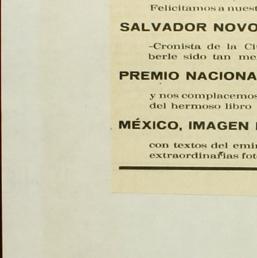 Felicitamos a nuest
SALVADOR NOVO
-Cronista de la Ci
berle sido tan me
PREMIO NACIONA
y nos complacemos
del hermoso libro
MÉXICO, IMAGEN
con textos del emi
extraordinarias fot